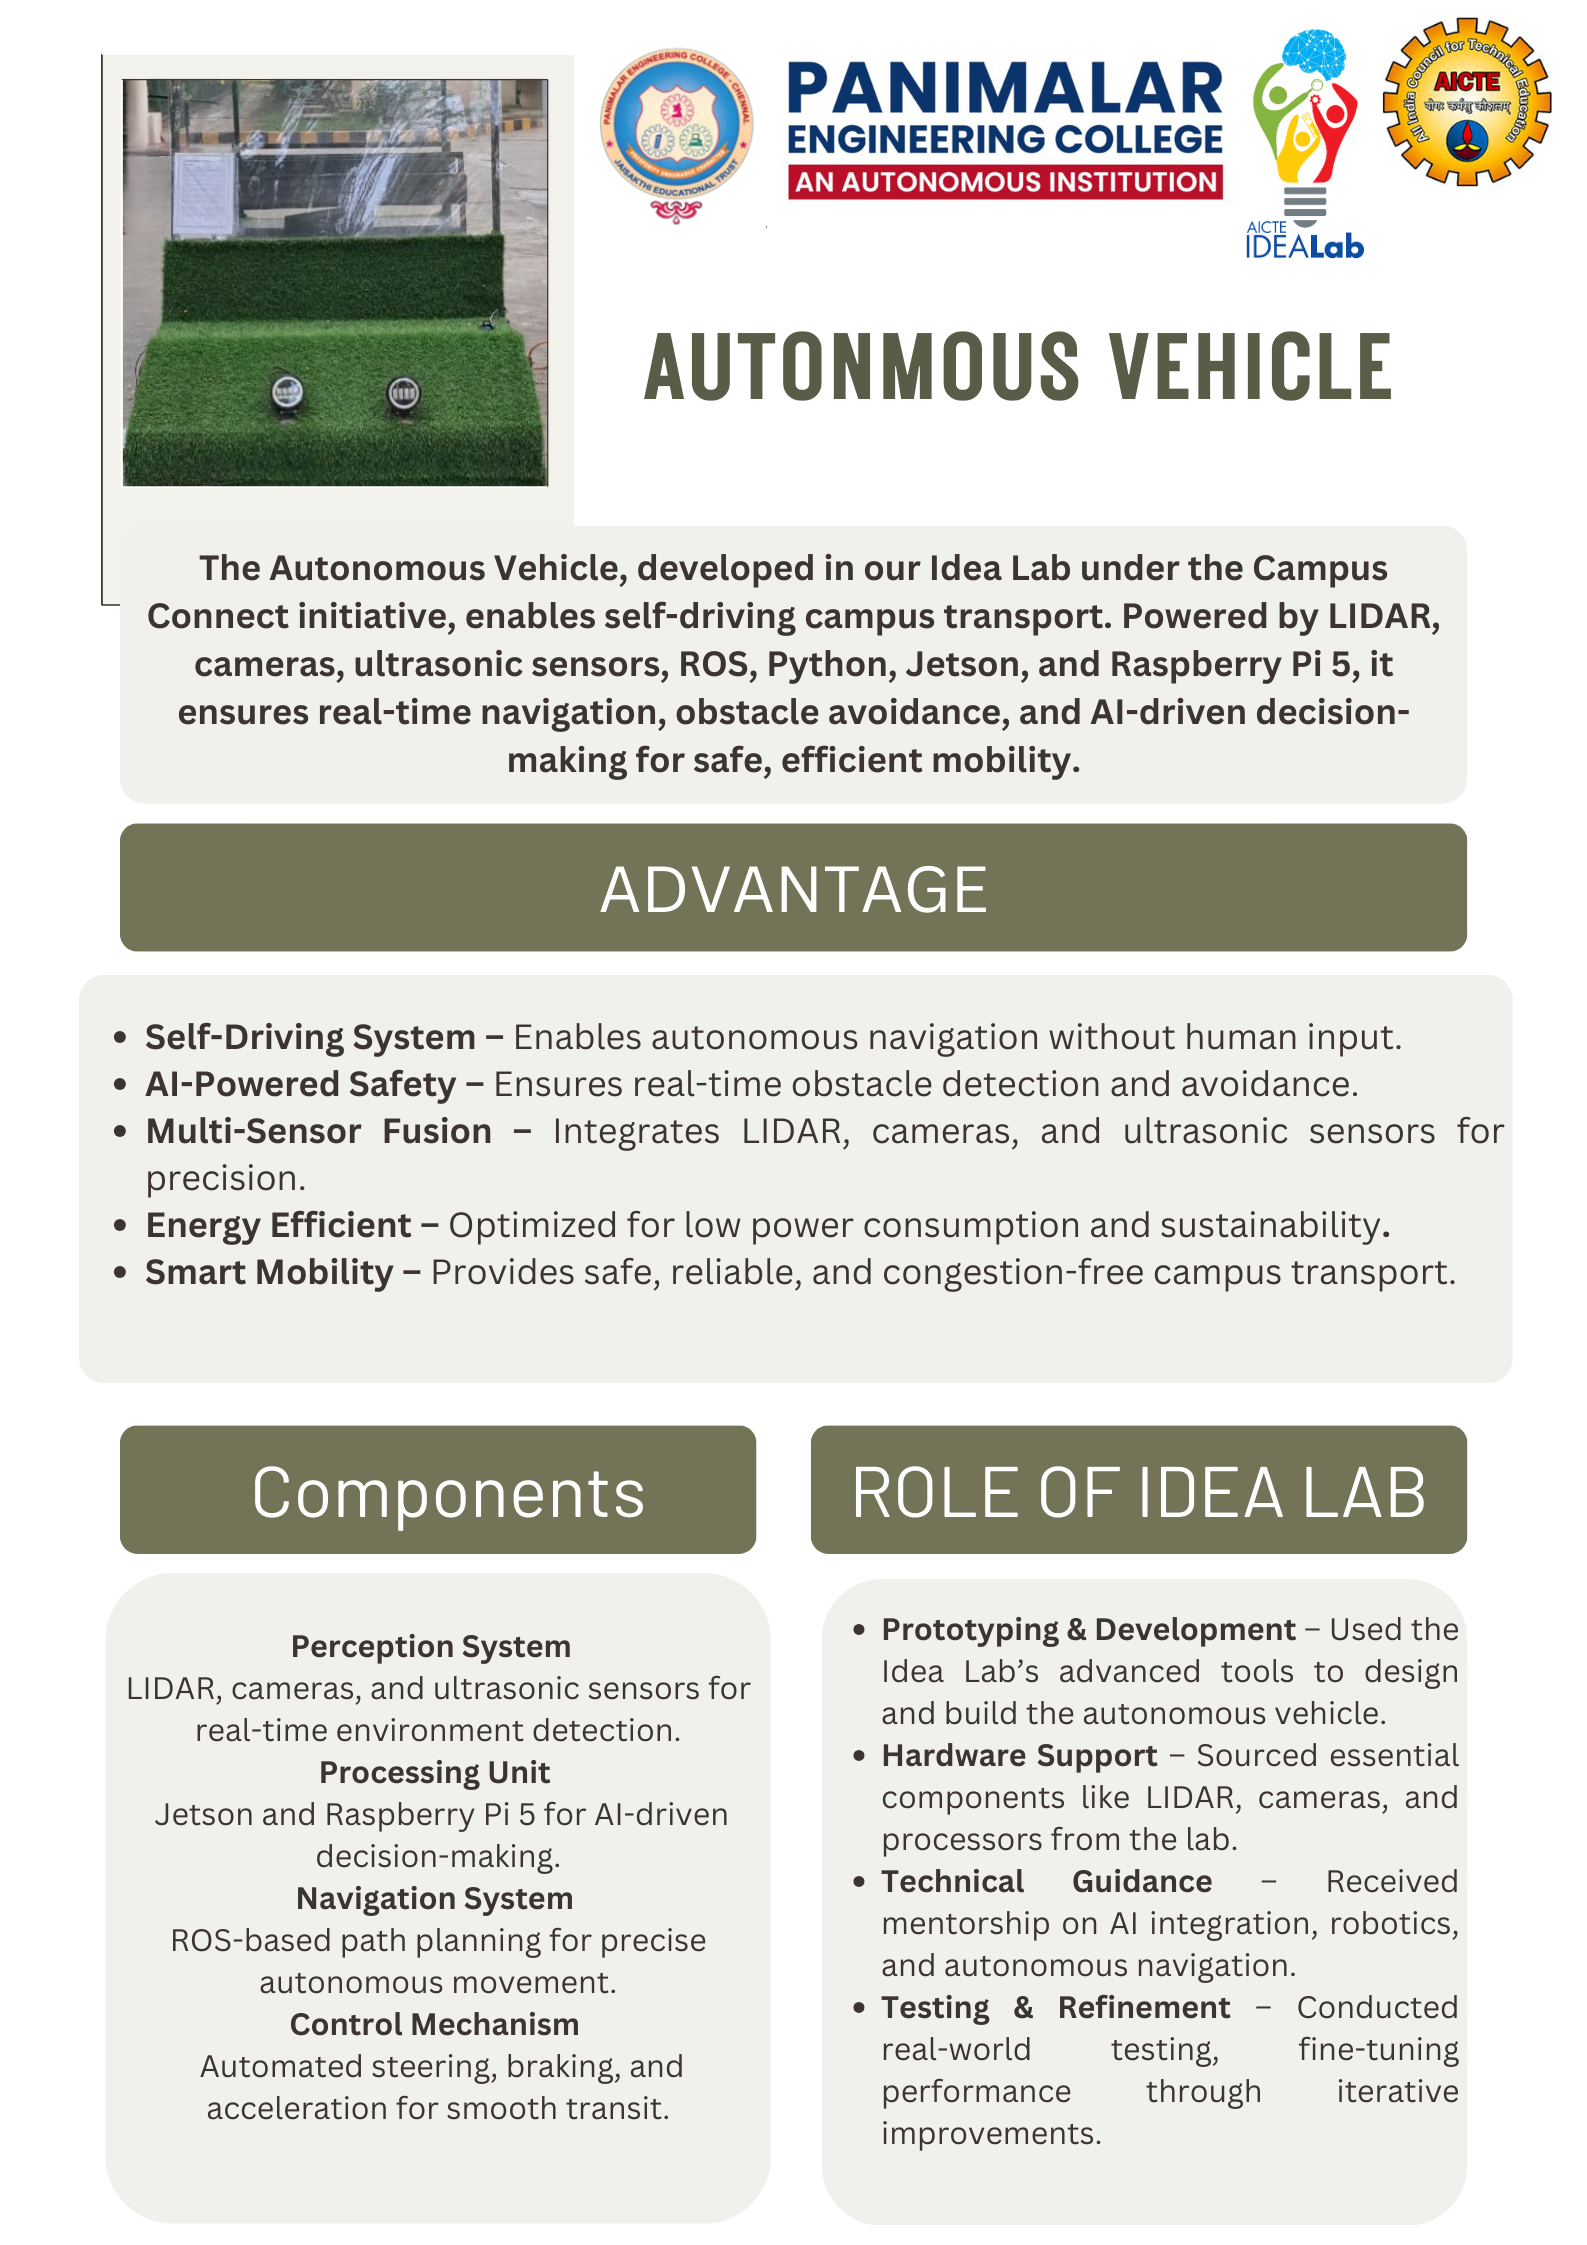 PANIMALAR ENGINEERING COLLEGE - CHENNAI
PROSPERITY ENDURANCE CHARACTER
JAISAKTHI EDUCATIONAL TRUST
PANIMALAR
ENGINEERING COLLEGE
AN AUTONOMOUS INSTITUTION
AICTE
IDEALab
All India Council for Technical Education
AICTE
योगः कर्मसु कौशलम्
AUTONMOUS VEHICLE
The Autonomous Vehicle, developed in our Idea Lab under the Campus
Connect initiative, enables self-driving campus transport. Powered by LIDAR,
cameras, ultrasonic sensors, ROS, Python, Jetson, and Raspberry Pi 5, it
ensures real-time navigation, obstacle avoidance, and AI-driven decision-
making for safe, efficient mobility.
ADVANTAGE
• Self-Driving System – Enables autonomous navigation without human input.
• AI-Powered Safety – Ensures real-time obstacle detection and avoidance.
• Multi-Sensor Fusion – Integrates LIDAR, cameras, and ultrasonic sensors for
precision.
• Energy Efficient – Optimized for low power consumption and sustainability.
• Smart Mobility – Provides safe, reliable, and congestion-free campus transport.
Components
Perception System
LIDAR, cameras, and ultrasonic sensors for
real-time environment detection.
Processing Unit
Jetson and Raspberry Pi 5 for AI-driven
decision-making.
Navigation System
ROS-based path planning for precise
autonomous movement.
Control Mechanism
Automated steering, braking, and
acceleration for smooth transit.
ROLE OF IDEA LAB
• Prototyping & Development – Used the
Idea Lab’s advanced tools to design
and build the autonomous vehicle.
• Hardware Support – Sourced essential
components like LIDAR, cameras, and
processors from the lab.
• Technical Guidance – Received
mentorship on AI integration, robotics,
and autonomous navigation.
• Testing & Refinement – Conducted
real-world testing, fine-tuning
performance through iterative
improvements.